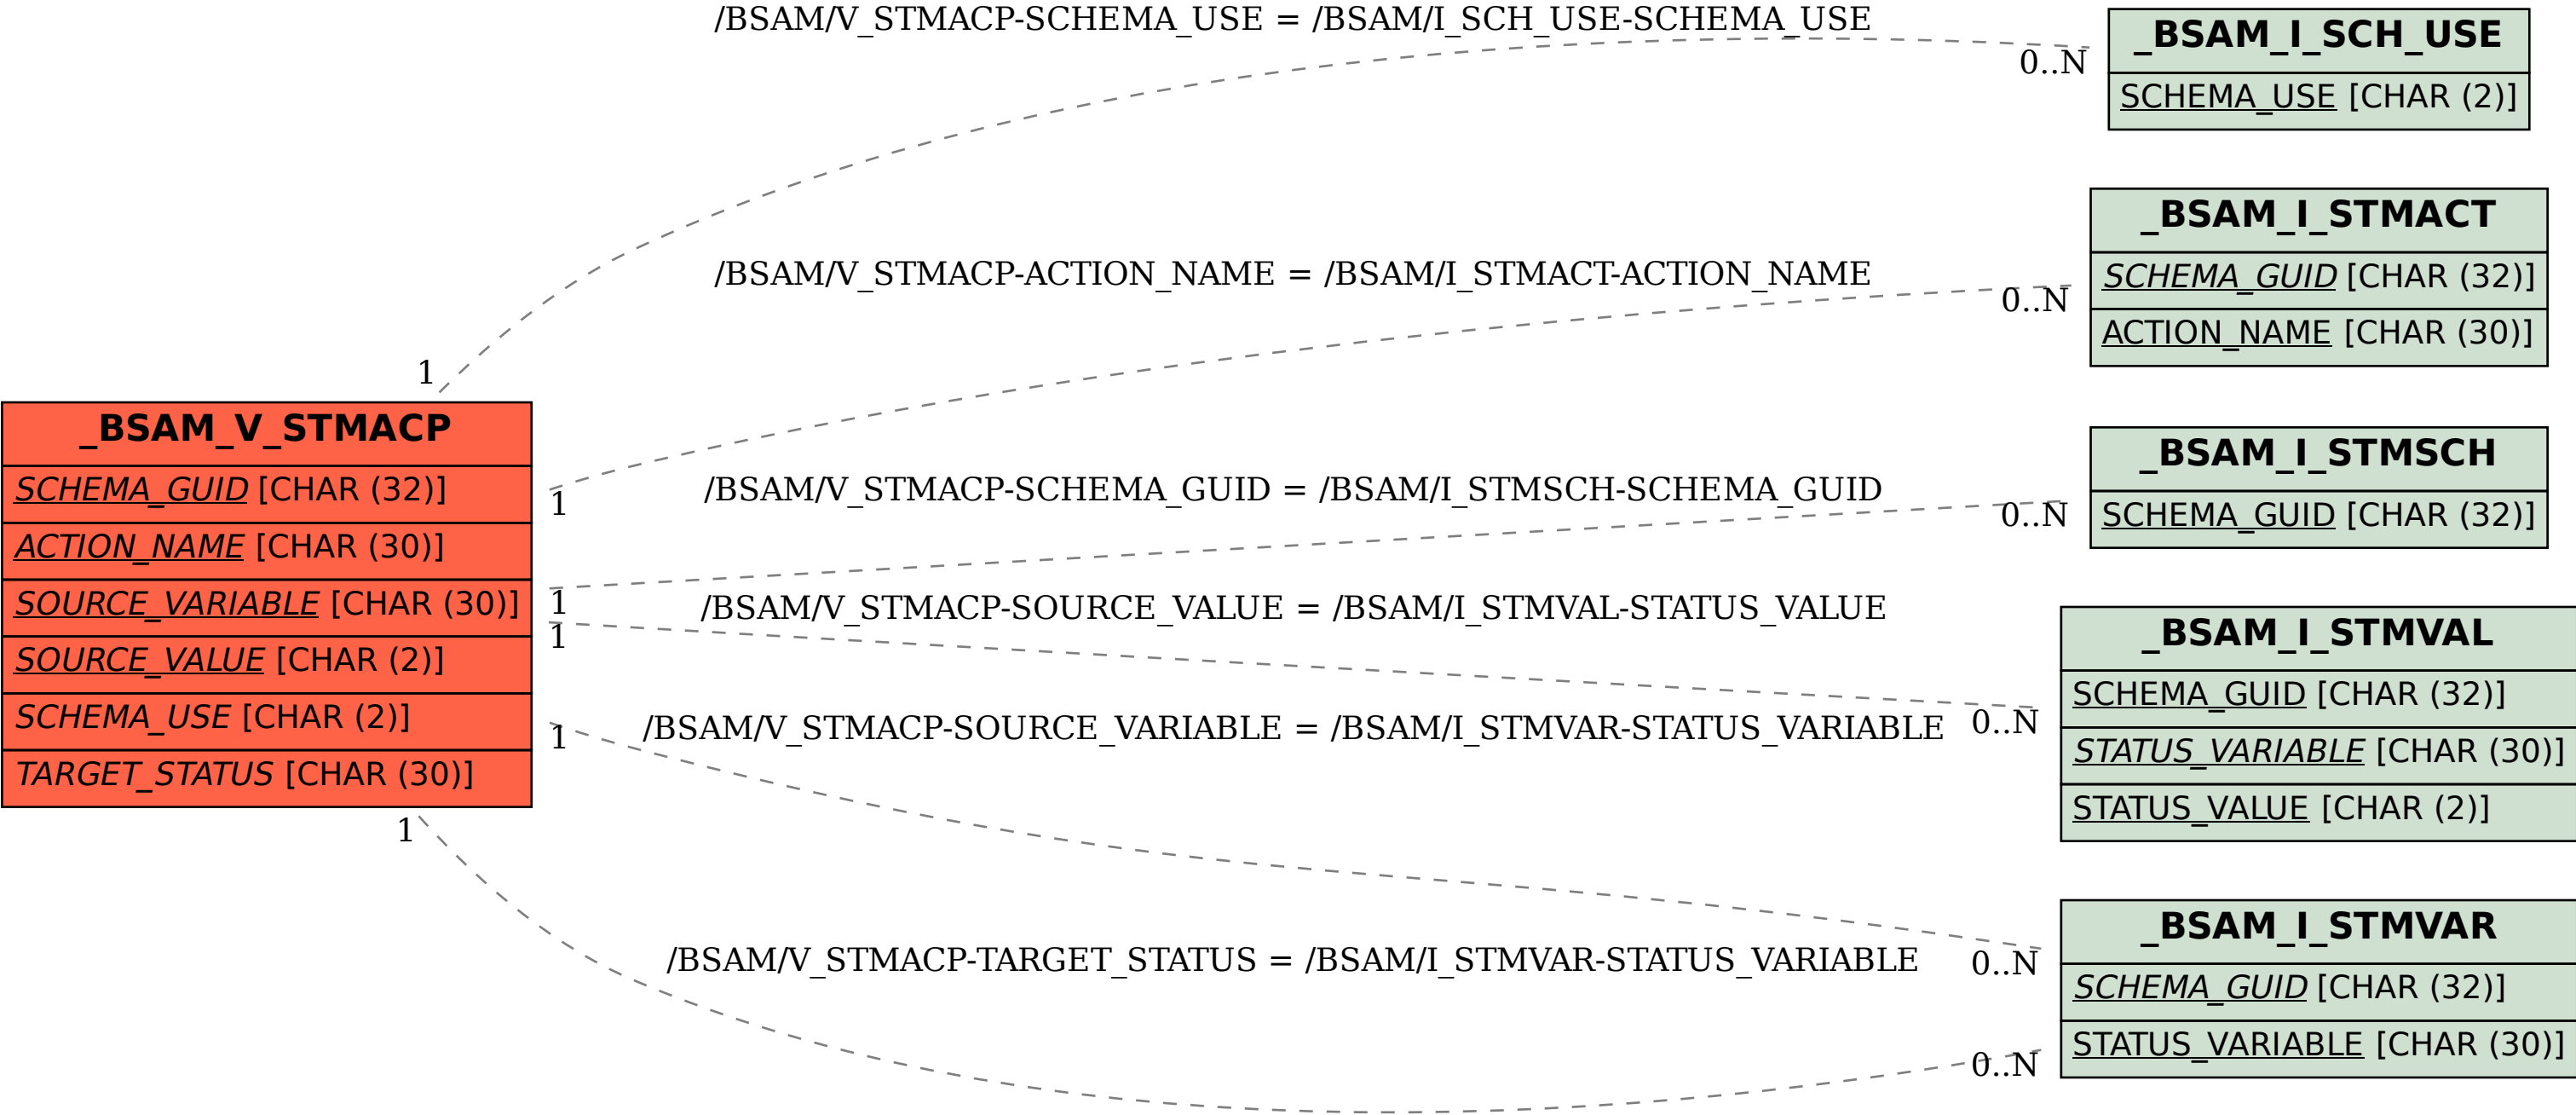 /BSAM/V_STMACP-SCHEMA_USE = /BSAM/I_SCH_USE-SCHEMA_USE
0..N
1
_BSAM_I_SCH_USE
SCHEMA_USE [CHAR (2)]
/BSAM/V_STMACP-ACTION_NAME = /BSAM/I_STMACT-ACTION_NAME
0..N
1
_BSAM_I_STMACT
SCHEMA_GUID [CHAR (32)]
ACTION_NAME [CHAR (30)]
_BSAM_V_STMACP
SCHEMA_GUID [CHAR (32)]
ACTION_NAME [CHAR (30)]
SOURCE_VARIABLE [CHAR (30)]
SOURCE_VALUE [CHAR (2)]
SCHEMA_USE [CHAR (2)]
TARGET_STATUS [CHAR (30)]
/BSAM/V_STMACP-SCHEMA_GUID = /BSAM/I_STMSCH-SCHEMA_GUID
0..N
1
_BSAM_I_STMSCH
SCHEMA_GUID [CHAR (32)]
/BSAM/V_STMACP-SOURCE_VALUE = /BSAM/I_STMVAL-STATUS_VALUE
0..N
1
_BSAM_I_STMVAL
SCHEMA_GUID [CHAR (32)]
STATUS_VARIABLE [CHAR (30)]
STATUS_VALUE [CHAR (2)]
/BSAM/V_STMACP-SOURCE_VARIABLE = /BSAM/I_STMVAR-STATUS_VARIABLE
0..N
1
/BSAM/V_STMACP-TARGET_STATUS = /BSAM/I_STMVAR-STATUS_VARIABLE
0..N
1
_BSAM_I_STMVAR
SCHEMA_GUID [CHAR (32)]
STATUS_VARIABLE [CHAR (30)]